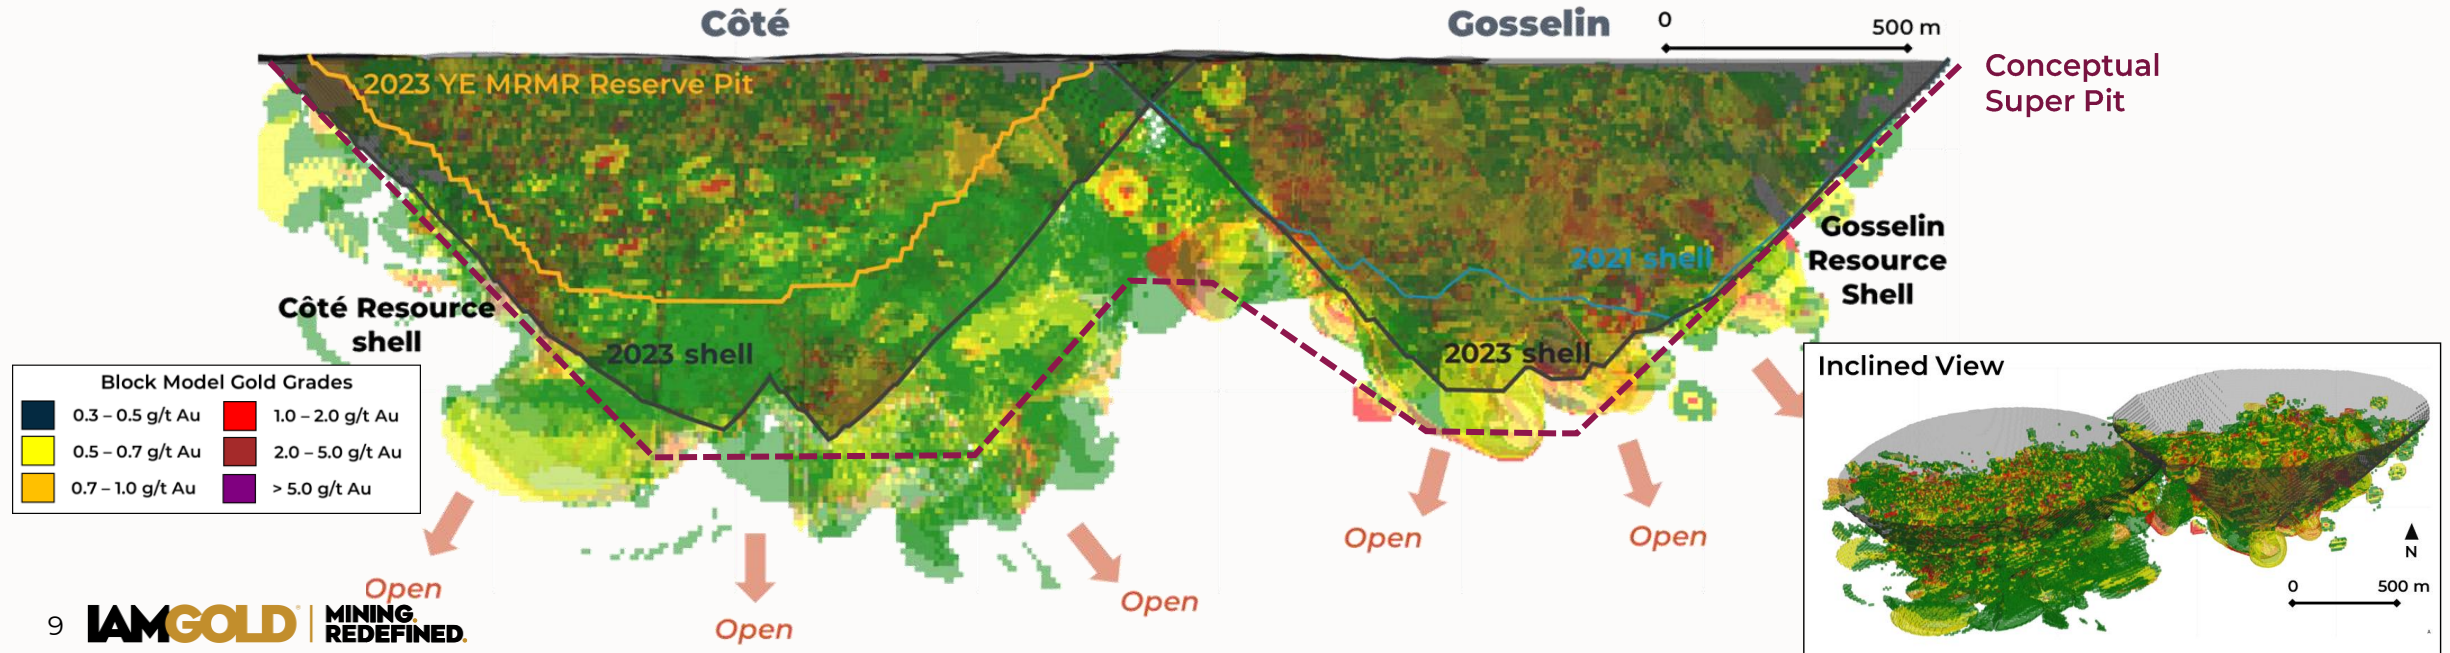 Côté
Gosselin
0
500 m
2023 YE MRMR Reserve Pit
Conceptual
Super Pit
2021 shell
Gosselin
Resource
Shell
Côté Resource
shell
2023 shell
2023 shell
Block Model Gold Grades
0.3 – 0.5 g/t Au
1.0 – 2.0 g/t Au
0.5 – 0.7 g/t Au
2.0 – 5.0 g/t Au
0.7 – 1.0 g/t Au
> 5.0 g/t Au
Open
Open
Open
Open
Open
Inclined View
N
0
500 m
9
IAMGOLD
MINING.
REDEFINED.